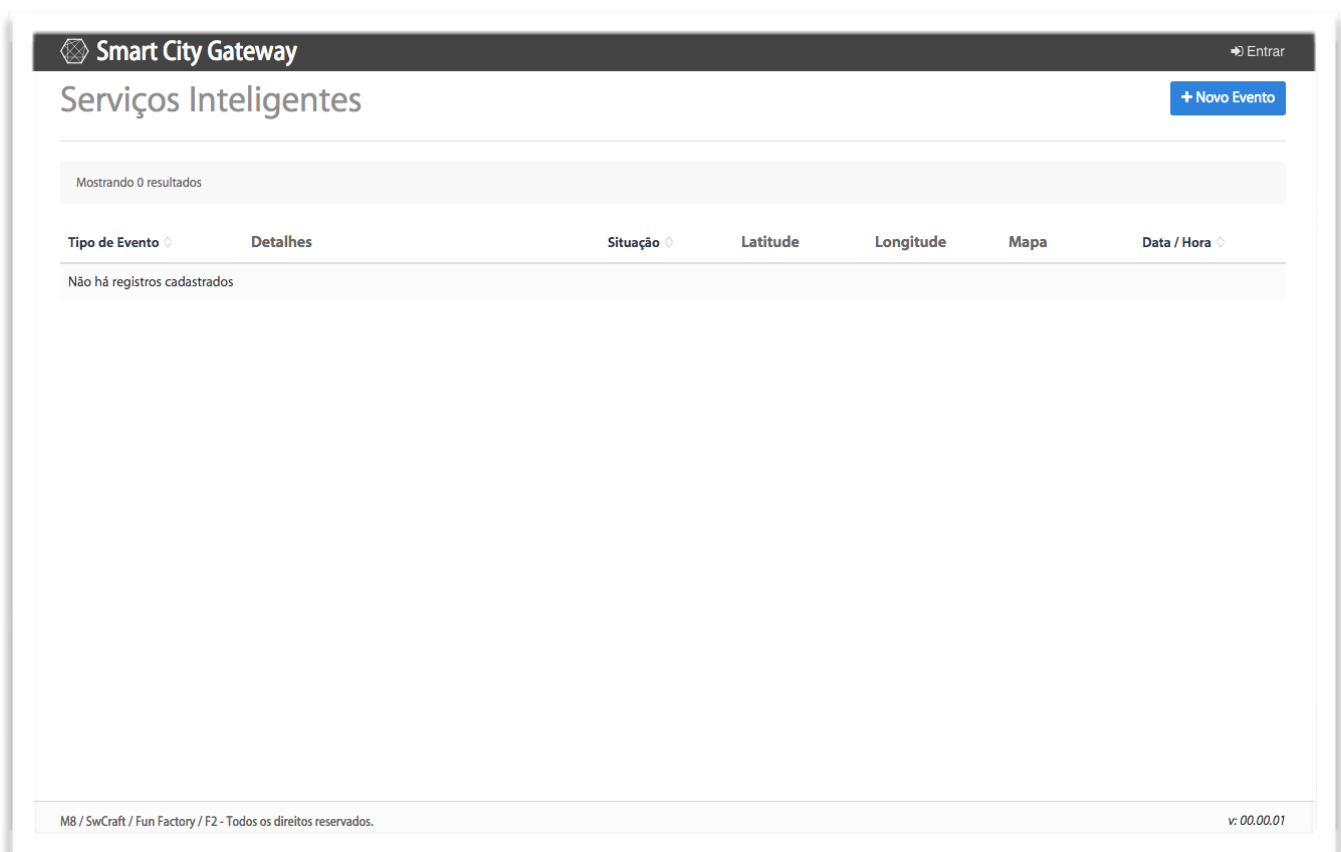 Smart City Gateway Entrar
Serviços Inteligentes + Novo Evento
Mostrando 0 resultados
Tipo de Evento Detalhes Situação Latitude Longitude Mapa Data / Hora
Não há registros cadastrados
M8 / SwCraft / Fun Factory / F2 - Todos os direitos reservados. v: 00.00.01